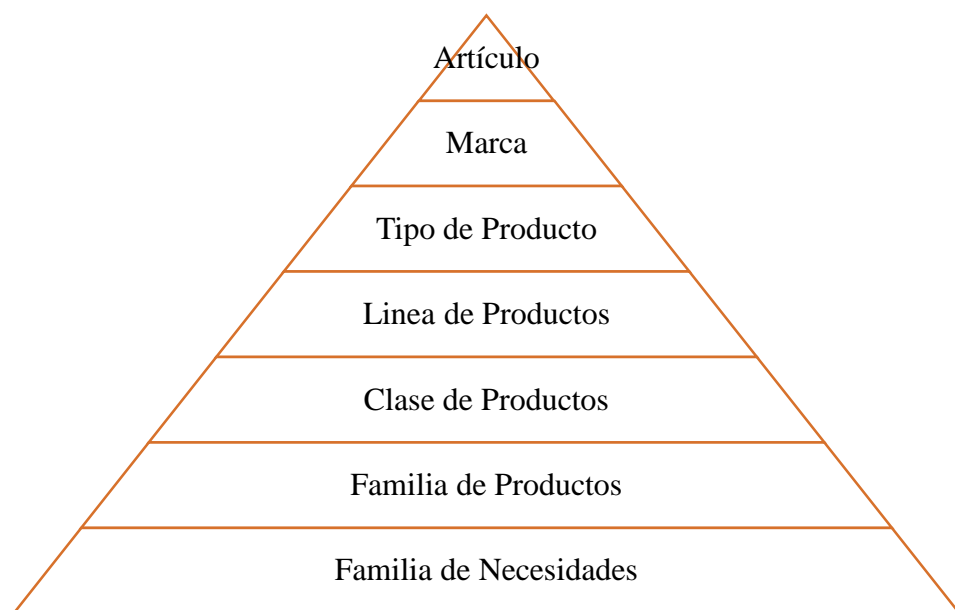 Artículo
Marca
Tipo de Producto
Linea de Productos
Clase de Productos
Familia de Productos
Familia de Necesidades